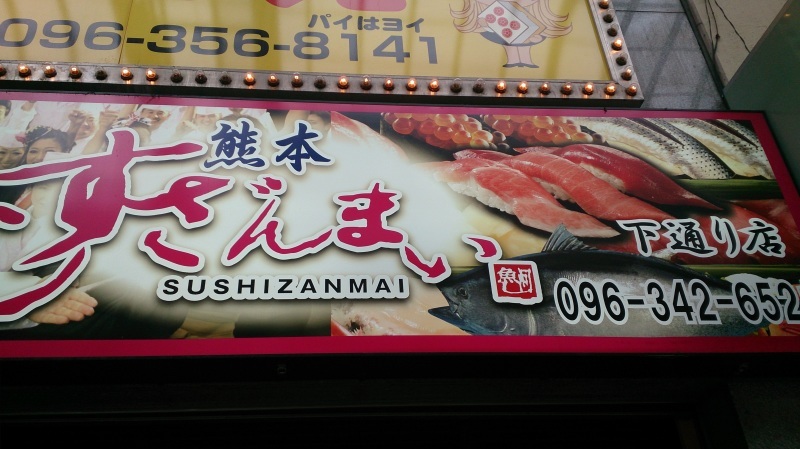 パイはヨイ
096-356-8141
熊本
すしざんまい
SUSHIZANMAI
下通り店
096-342-652